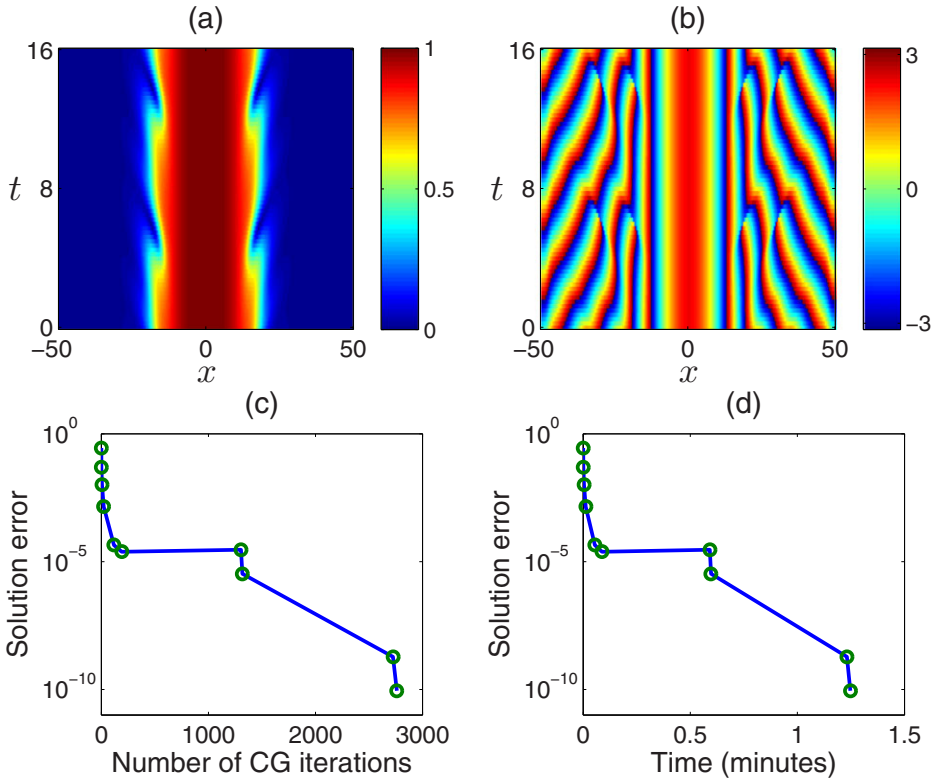 (a)
16
8
0
t
−50
0
50
x
1
0.5
0
(b)
16
8
0
t
−50
0
50
x
3
0
−3
(c)
10^0
10^−5
10^−10
Solution error
0
1000
2000
3000
Number of CG iterations
(d)
10^0
10^−5
10^−10
Solution error
0
0.5
1
1.5
Time (minutes)